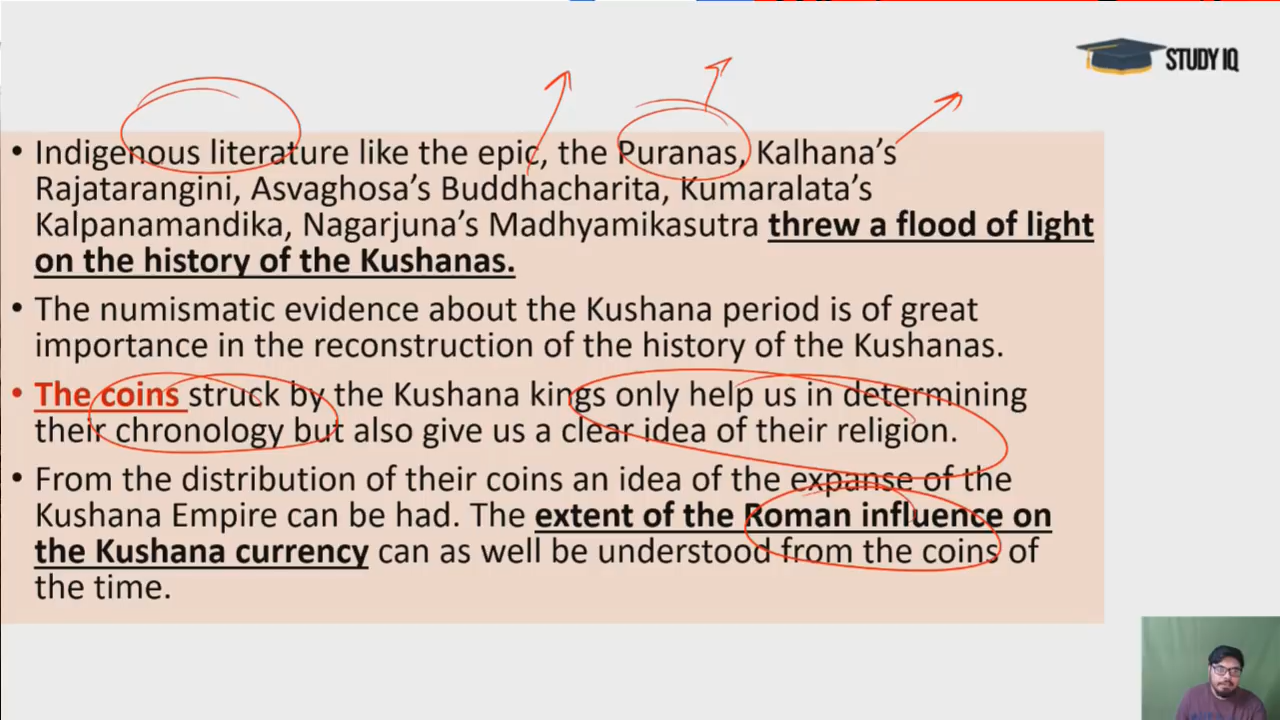 STUDY IQ
• Indigenous literature like the epic, the Puranas, Kalhana's
Rajatarangini, Asvaghosa's Buddhacharita, Kumaralata's
Kalpanamandika, Nagarjuna's Madhyamikasutra threw a flood of light
on the history of the Kushanas.
• The numismatic evidence about the Kushana period is of great
importance in the reconstruction of the history of the Kushanas.
• The coins struck by the Kushana kings only help us in determining
their chronology but also give us a clear idea of their religion.
• From the distribution of their coins an idea of the expanse of the
Kushana Empire can be had. The extent of the Roman influence on
the Kushana currency can as well be understood from the coins of
the time.